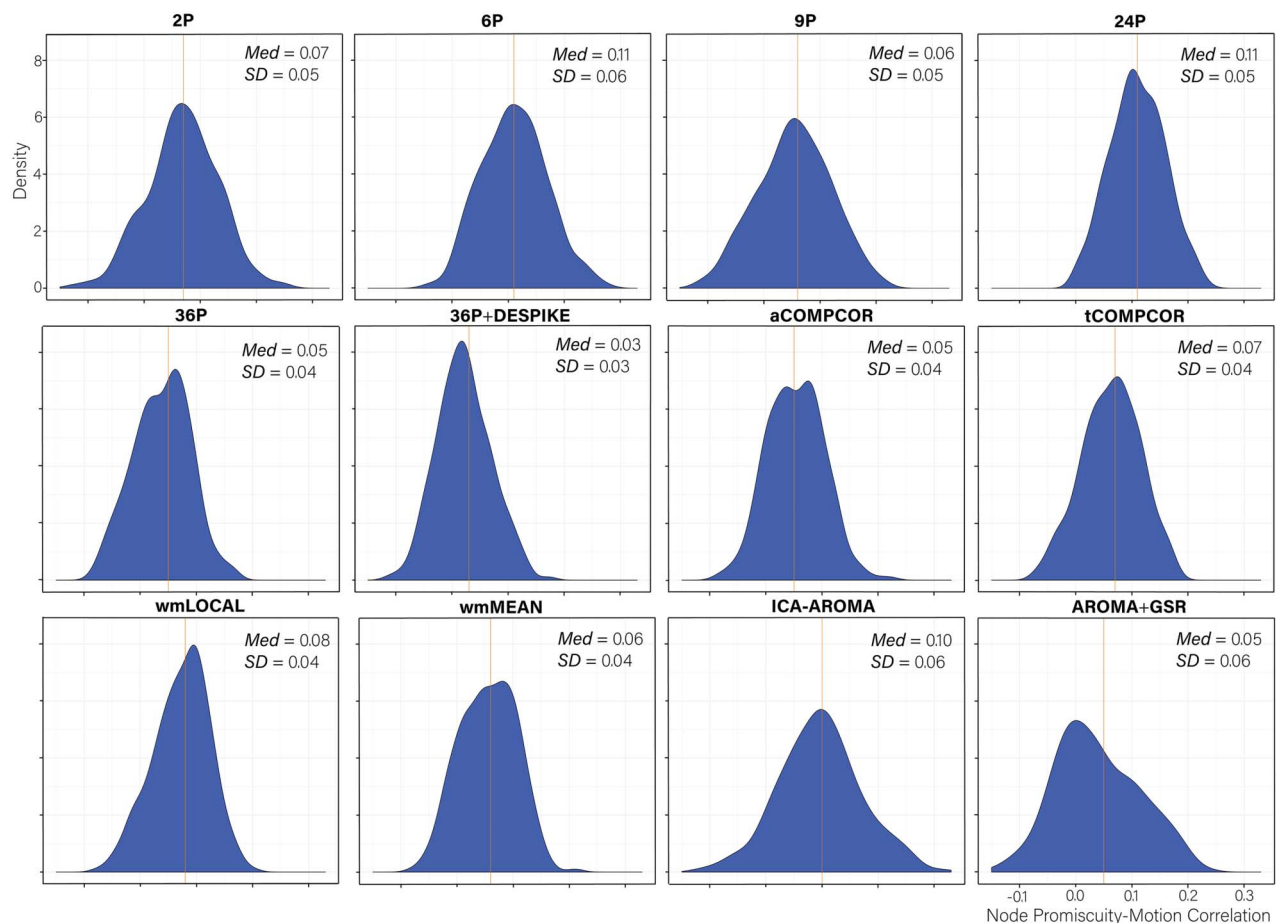 2P
6P
9P
24P
Med = 0.07
SD = 0.05
Med = 0.11
SD = 0.06
Med = 0.06
SD = 0.05
Med = 0.11
SD = 0.05
Density
8
6
4
2
0
36P
36P+DESPIKE
aCOMPCOR
tCOMPCOR
Med = 0.05
SD = 0.04
Med = 0.03
SD = 0.03
Med = 0.05
SD = 0.04
Med = 0.07
SD = 0.04
wmLOCAL
wmMEAN
ICA-AROMA
AROMA+GSR
Med = 0.08
SD = 0.04
Med = 0.06
SD = 0.04
Med = 0.10
SD = 0.06
Med = 0.05
SD = 0.06
-0.1 0.0 0.1 0.2 0.3
Node Promiscuity-Motion Correlation